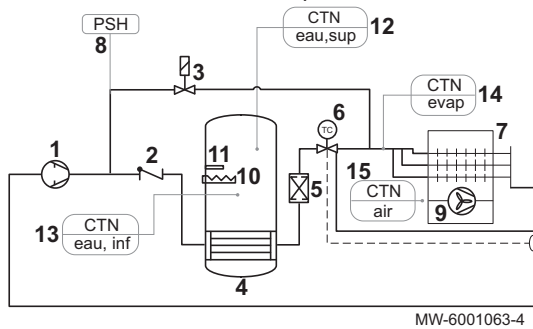 PSH
8
3
CTN
eau,sup
12
6
TC
CTN
evap
14
7
1
2
11
10
5
15
CTN
air
9
13
CTN
eau, inf
4
MW-6001063-4